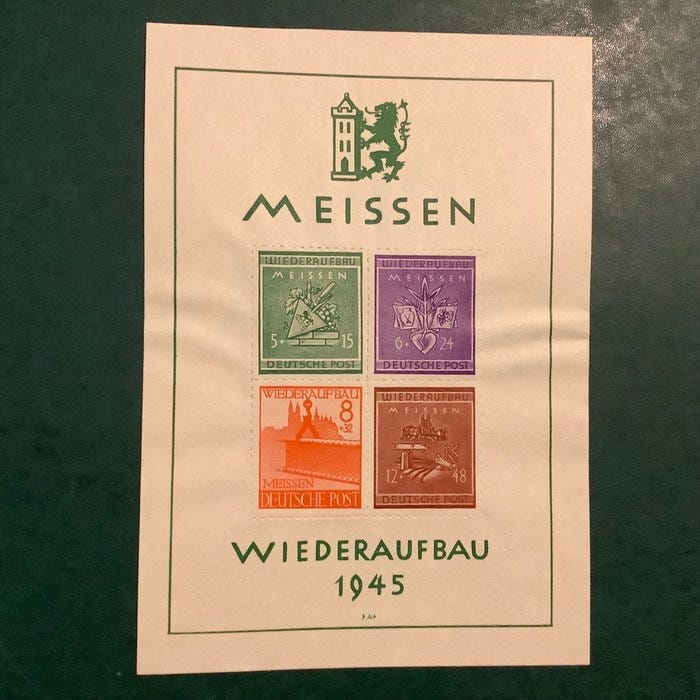 MEISSEN
WIEDERAUFBAU
MEISSEN
5+ 15
DEUTSCHE POST
WIEDERAUFBAU
MEISSEN
6+ 24
DEUTSCHE POST
WIEDERAUFBAU
8
+32
MEISSEN
DEUTSCHE POST
WIEDERAUFBAU
MEISSEN
12+ 48
DEUTSCHE POST
WIEDERAUFBAU
1945